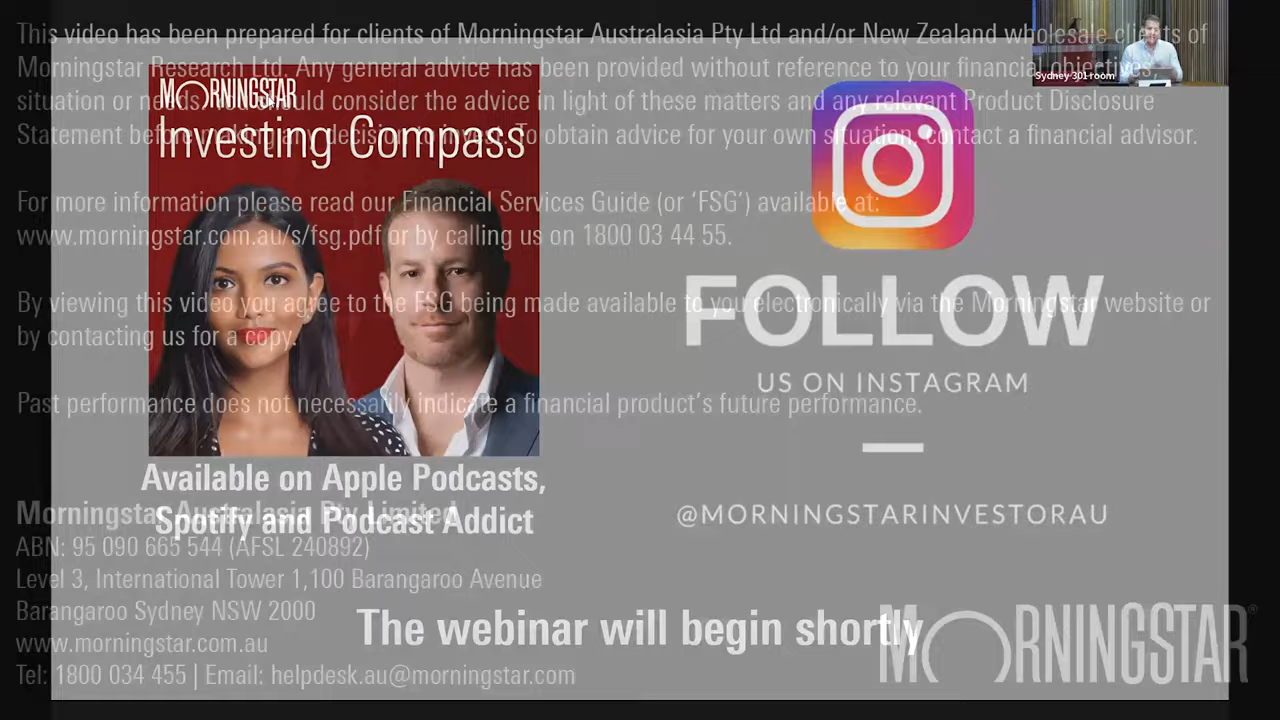 This video has been prepared for clients of Morningstar Australasia Pty Ltd and/or New Zealand wholesale clients of
Morningstar Research Ltd. Any general advice has been provided without reference to your financial objectives,
situation or needs. You should consider the advice in light of these matters and any relevant Product Disclosure
Statement before making any decision to invest. To obtain advice for your own situation, contact a financial advisor.
For more information please read our Financial Services Guide (or ‘FSG’) available at:
www.morningstar.com.au/s/fsg.pdf or by calling us on 1800 03 44 55.
By viewing this video you agree to the FSG being made available to you electronically via the Morningstar website or
by contacting us for a copy.
Past performance does not necessarily indicate a financial product’s future performance.
Morningstar Australasia Pty Limited
ABN: 95 090 665 544 (AFSL 240892)
Level 3, International Tower 1,100 Barangaroo Avenue
Barangaroo Sydney NSW 2000
www.morningstar.com.au
Tel: 1800 034 455 | Email: helpdesk.au@morningstar.com
MORNINGSTAR®
MORNINGSTAR
Investing Compass
Available on Apple Podcasts,
Spotify and Podcast Addict
FOLLOW
US ON INSTAGRAM
@MORNINGSTARINVESTORAU
The webinar will begin shortly
Sydney 301 room